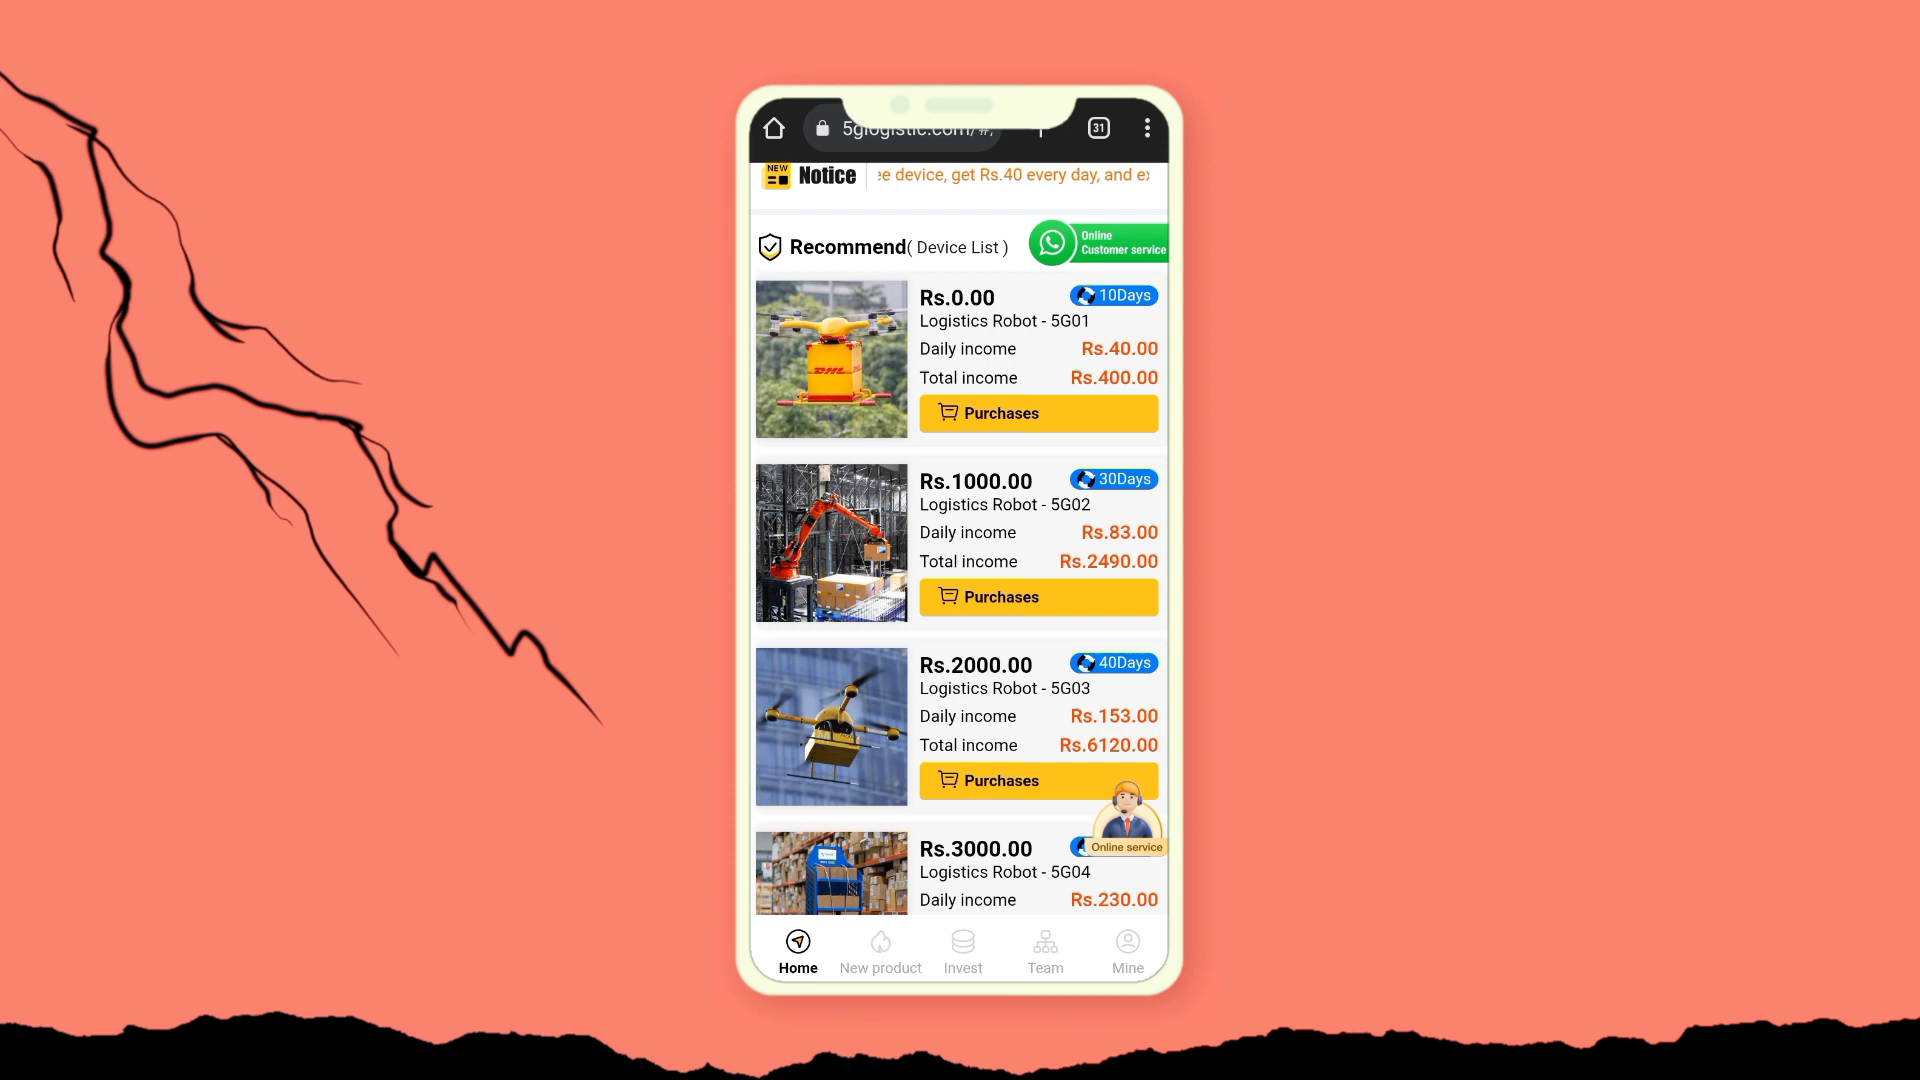 5glogistic.com/#/
31
NEW
Notice
ee device, get Rs.40 every day, and ex
Recommend( Device List )
Online
Customer service
Rs.0.00
10Days
Logistics Robot - 5G01
Daily income
Rs.40.00
Total income
Rs.400.00
Purchases
DHL
Rs.1000.00
30Days
Logistics Robot - 5G02
Daily income
Rs.83.00
Total income
Rs.2490.00
Purchases
Rs.2000.00
40Days
Logistics Robot - 5G03
Daily income
Rs.153.00
Total income
Rs.6120.00
Purchases
Rs.3000.00
Online service
Logistics Robot - 5G04
Daily income
Rs.230.00
Home
New product
Invest
Team
Mine